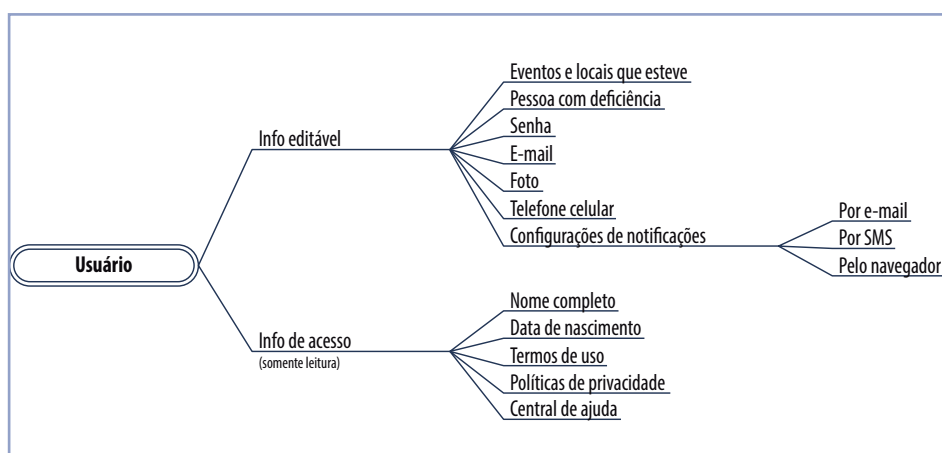 Usuário
Info editável
Eventos e locais que esteve
Pessoa com deficiência
Senha
E-mail
Foto
Telefone celular
Configurações de notificações
Por e-mail
Por SMS
Pelo navegador
Info de acesso
(somente leitura)
Nome completo
Data de nascimento
Termos de uso
Políticas de privacidade
Central de ajuda